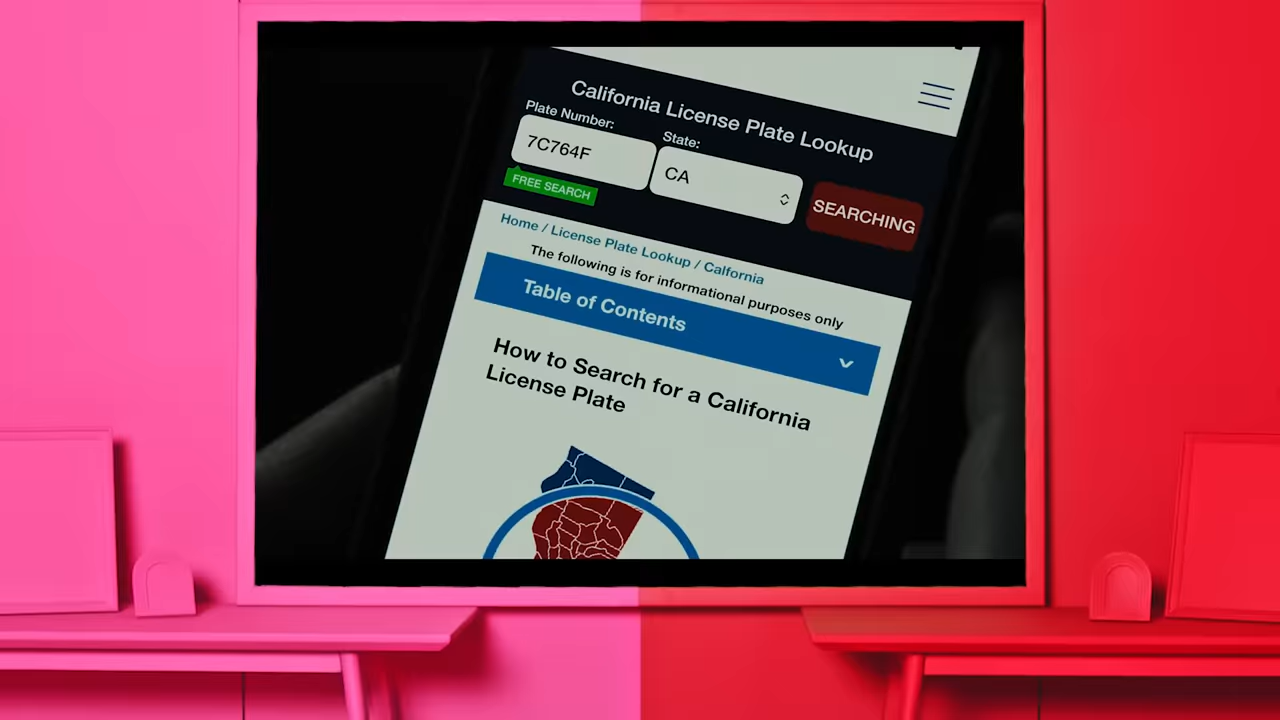 California License Plate Lookup
Plate Number:
State:
7C764F
CA
SEARCHING
FREE SEARCH
Home / License Plate Lookup / Calfornia
The following is for informational purposes only
Table of Contents
How to Search for a California
License Plate